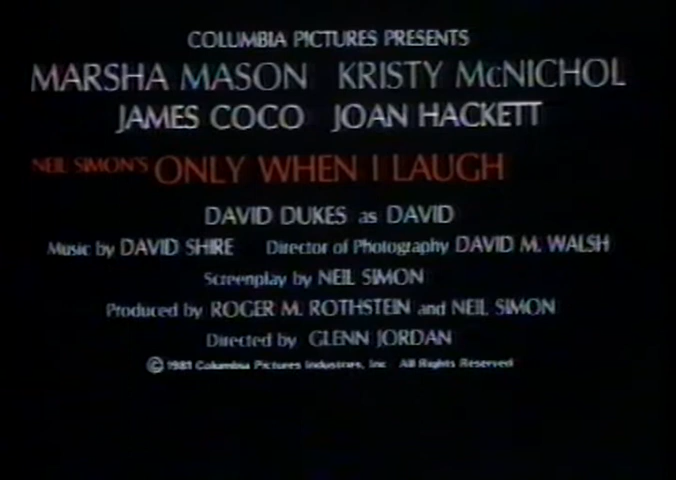 COLUMBIA PICTURES PRESENTS
MARSHA MASON KRISTY McNICHOL
JAMES COCO JOAN HACKETT
NEIL SIMON'S ONLY WHEN I LAUGH
DAVID DUKES as DAVID
Music by DAVID SHIRE Director of Photography DAVID M. WALSH
Screenplay by NEIL SIMON
Produced by ROGER M. ROTHSTEIN and NEIL SIMON
Directed by GLENN JORDAN
© 1981 Columbia Pictures Industries, Inc. All Rights Reserved